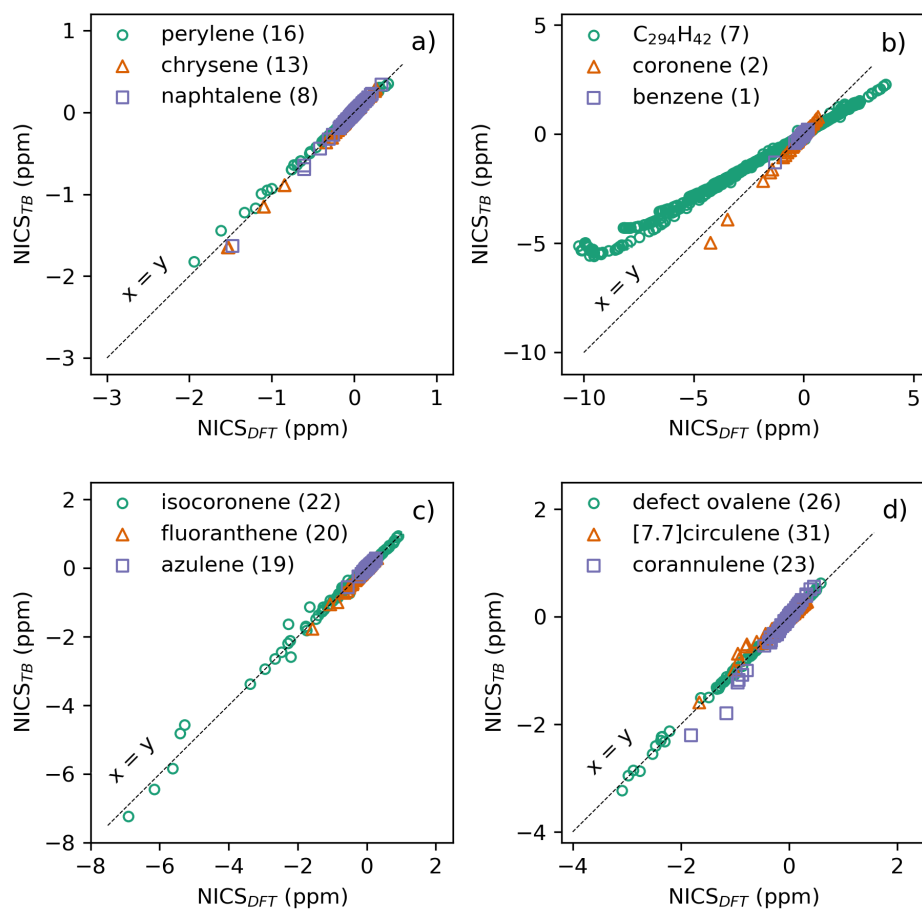 perylene (16)
chrysene (13)
naphtalene (8)
a)
x = y
1
0
−1
−2
−3
NICS_TB (ppm)
−3 −2 −1 0 1
NICS_DFT (ppm)
C₂₉₄H₄₂ (7)
coronene (2)
benzene (1)
b)
x = y
5
0
−5
−10
NICS_TB (ppm)
−10 −5 0 5
NICS_DFT (ppm)
isocoronene (22)
fluoranthene (20)
azulene (19)
c)
x = y
2
0
−2
−4
−6
−8
NICS_TB (ppm)
−8 −6 −4 −2 0 2
NICS_DFT (ppm)
defect ovalene (26)
[7.7]circulene (31)
corannulene (23)
d)
x = y
2
0
−2
−4
NICS_TB (ppm)
−4 −2 0 2
NICS_DFT (ppm)